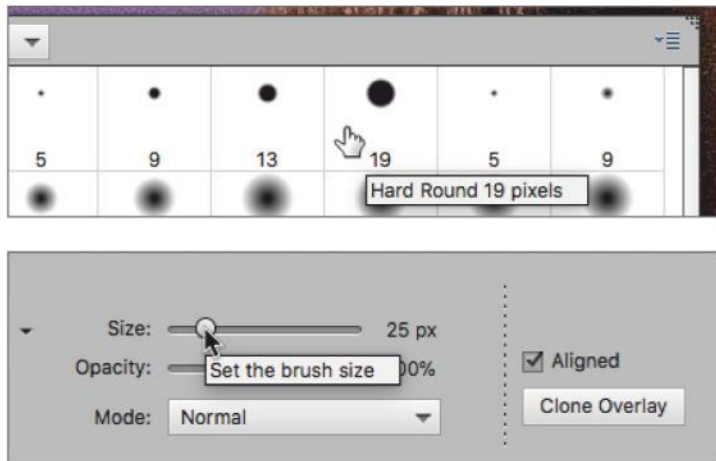 5 9 13 19 5 9
Hard Round 19 pixels
Size: 25 px
Opacity: 00%
Set the brush size
Aligned
Mode: Normal
Clone Overlay